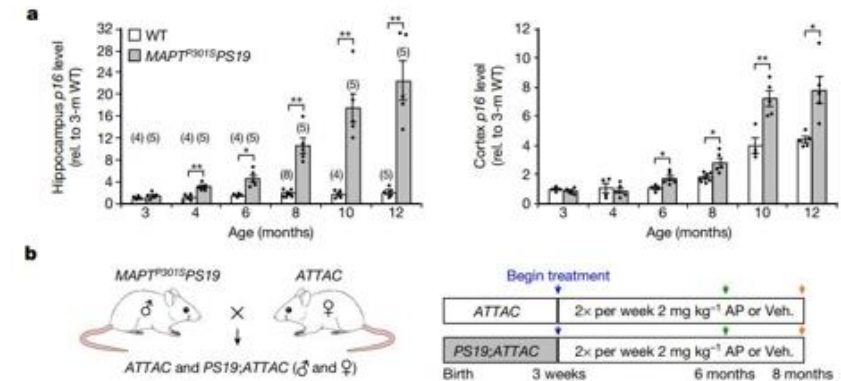 a
WT
MAPTP301SPS19
Hippocampus p16 level
(rel. to 3-m WT)
32
28
24
20
16
12
8
4
0
(4) (5)
(4) (5)
(4) (5)
(8)
(5)
(4)
(5)
(5)
(5)
**
*
**
**
**
3 4 6 8 10 12
Age (months)
Cortex p16 level
(rel. to 3-m WT)
12
10
8
6
4
2
0
*
*
**
*
3 4 6 8 10 12
Age (months)
b
MAPTP301SPS19
ATTAC
♂
×
♀
ATTAC and PS19;ATTAC (♂ and ♀)
Begin treatment
ATTAC
2× per week 2 mg kg⁻¹ AP or Veh.
PS19;ATTAC
2× per week 2 mg kg⁻¹ AP or Veh.
Birth 3 weeks 6 months 8 months